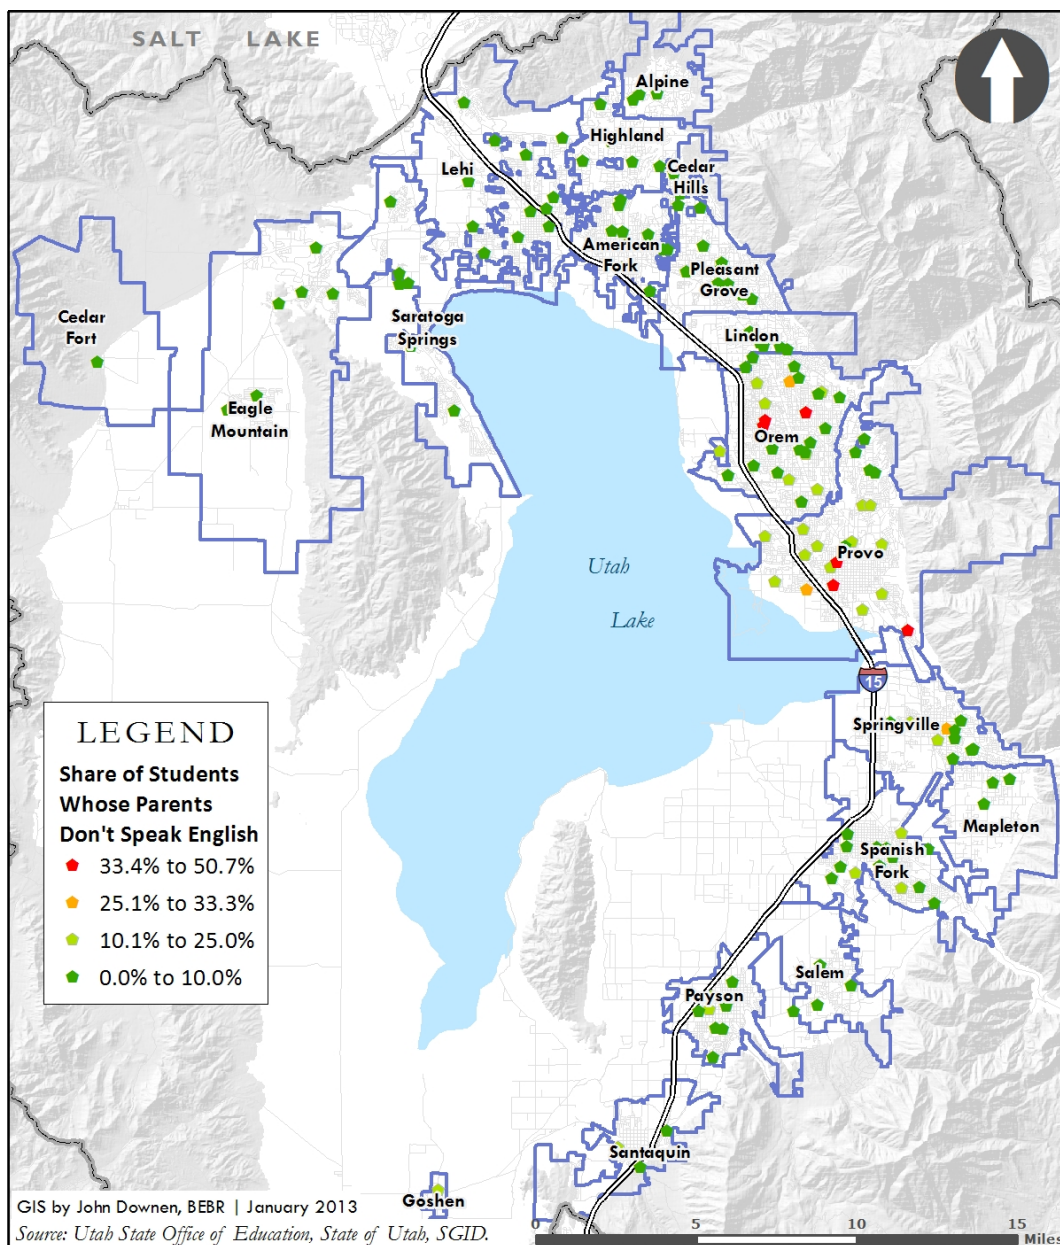 SALT LAKE
Alpine
Highland
Cedar
Hills
Lehi
American
Fork
Pleasant
Grove
Cedar
Fort
Saratoga
Springs
Lindon
Eagle
Mountain
Orem
Provo
Utah
Lake
15
Springville
Mapleton
Spanish
Fork
Salem
Payson
Santaquin
Goshen
LEGEND
Share of Students
Whose Parents
Don't Speak English
33.4% to 50.7%
25.1% to 33.3%
10.1% to 25.0%
0.0% to 10.0%
GIS by John Downen, BEBR | January 2013
Source: Utah State Office of Education, State of Utah, SGID.
0 5 10 15
Miles